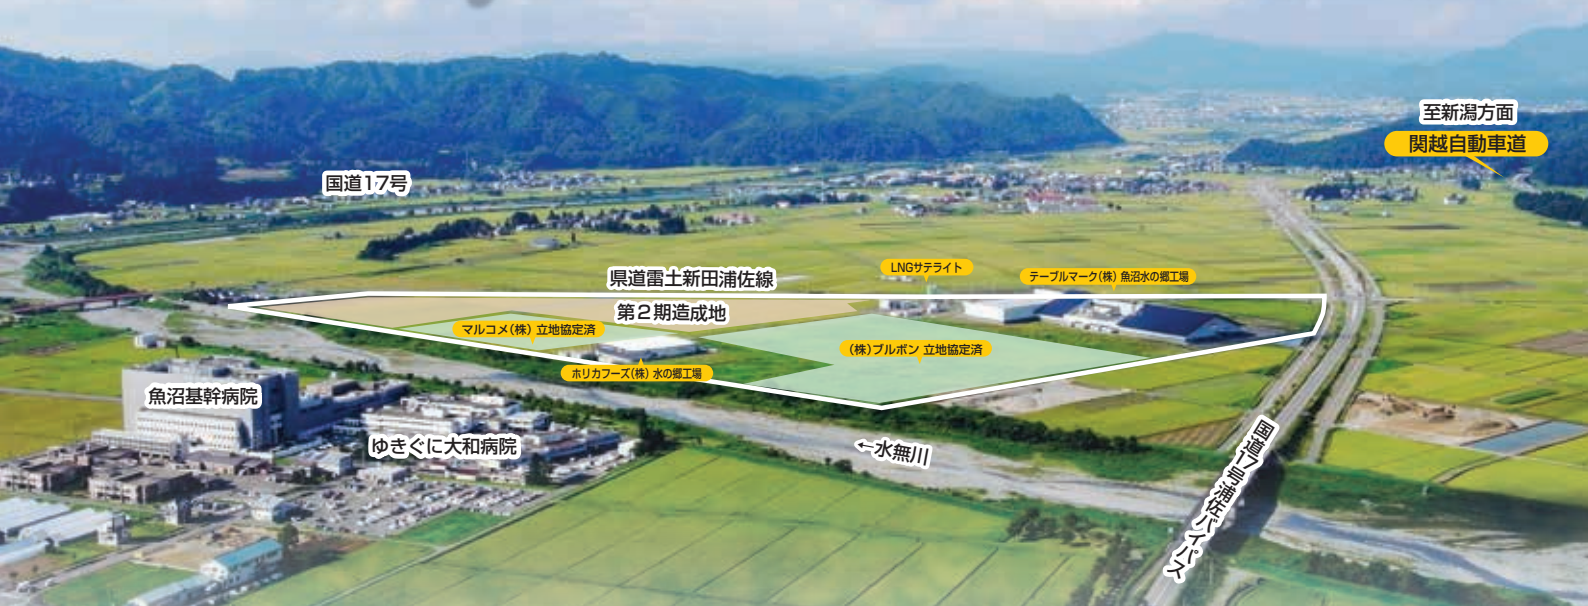 至新潟方面
関越自動車道
国道17号
LNGサテライト
県道雷土新田浦佐線
テーブルマーク(株) 魚沼水の郷工場
第2期造成地
マルコメ(株) 立地協定済
(株)ブルボン 立地協定済
ホリカフーズ(株) 水の郷工場
魚沼基幹病院
ゆきぐに大和病院
←水無川
国道17号浦佐バイパス